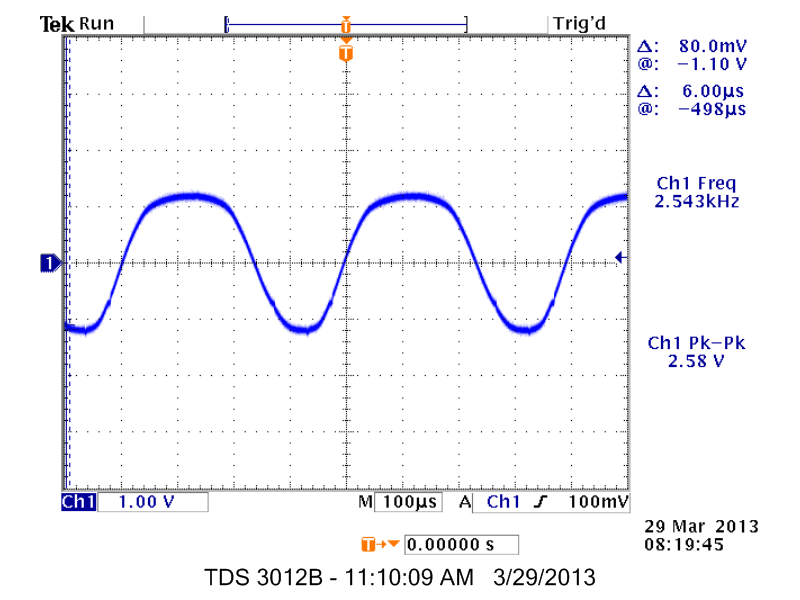 Tek Run Trig'd
T
T
Δ: 80.0mV
@: −1.10 V
Δ: 6.00µs
@: −498µs
Ch1 Freq
2.543kHz
1
Ch1 Pk−Pk
2.58 V
Ch1 1.00 V M 100µs A Ch1 100mV
29 Mar 2013
08:19:45
T 0.00000 s
TDS 3012B - 11:10:09 AM 3/29/2013